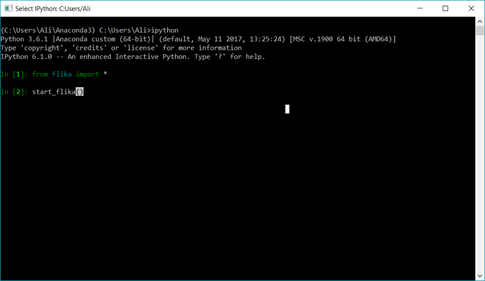 Select IPython: C:Users/Ali
(C:\Users\Ali\Anaconda3) C:\Users\Ali>ipython
Python 3.6.1 |Anaconda custom (64-bit)| (default, May 11 2017, 13:25:24) [MSC v.1900 64 bit (AMD64)]
Type 'copyright', 'credits' or 'license' for more information
IPython 6.1.0 -- An enhanced Interactive Python. Type '?' for help.
In [1]: from flika import *
In [2]: start_flika()